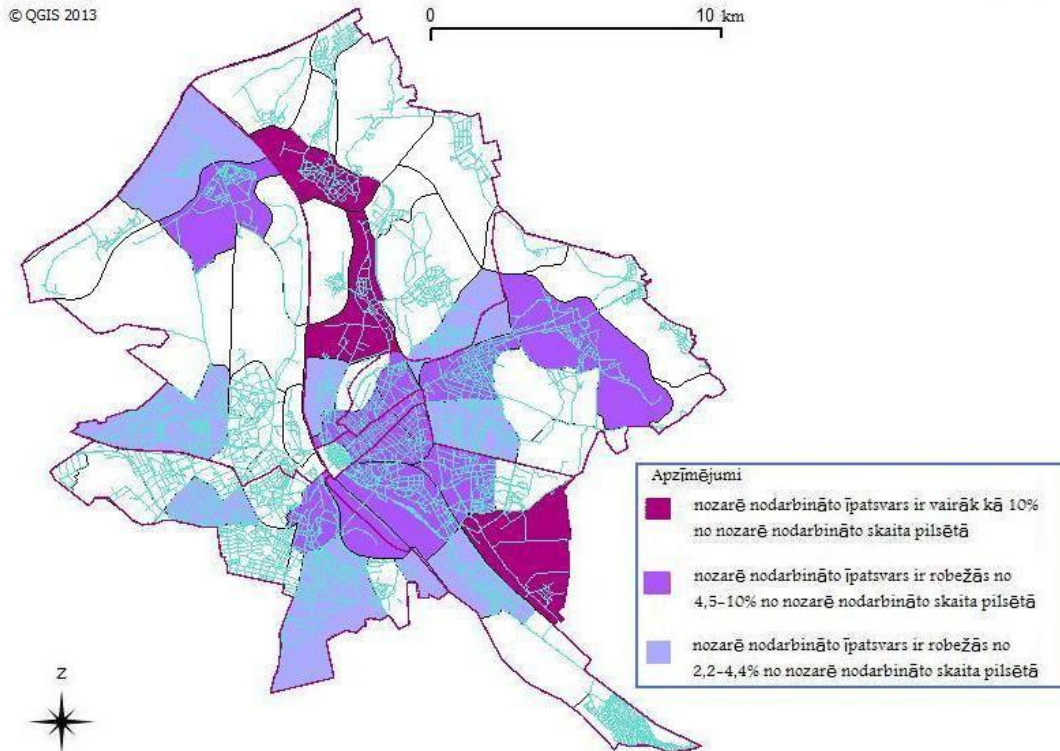 © QGIS 2013
0 10 km
Apzīmējumi
nozarē nodarbināto īpatsvars ir vairāk kā 10%
no nozarē nodarbināto skaita pilsētā
nozarē nodarbināto īpatsvars ir robežās no
4,5-10% no nozarē nodarbināto skaita pilsētā
nozarē nodarbināto īpatsvars ir robežās no
2,2-4,4% no nozarē nodarbināto skaita pilsētā
Z